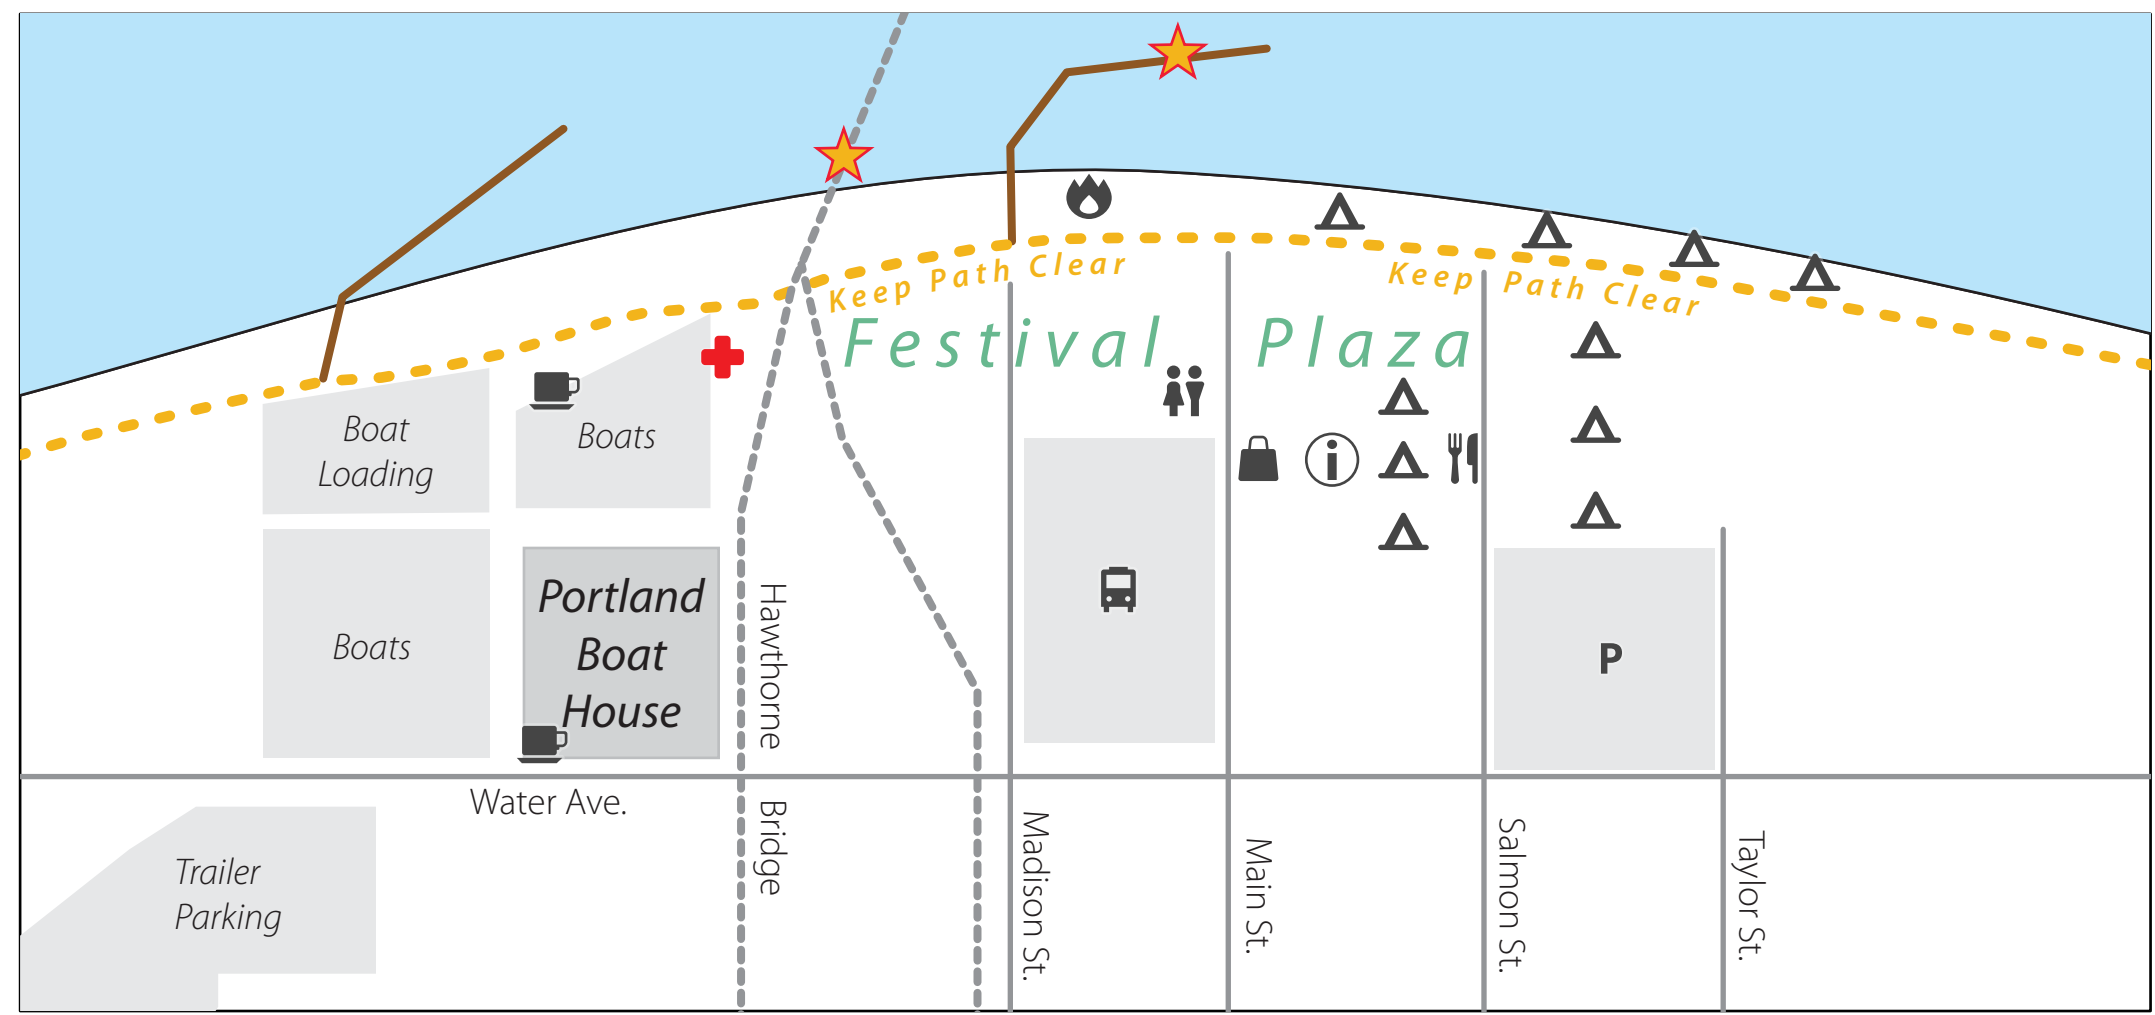 Keep Path Clear
Keep Path Clear
Festival Plaza
Boat
Loading
Boats
Boats
Portland
Boat
House
P
Hawthorne Bridge
Water Ave.
Madison St.
Main St.
Salmon St.
Taylor St.
Trailer
Parking